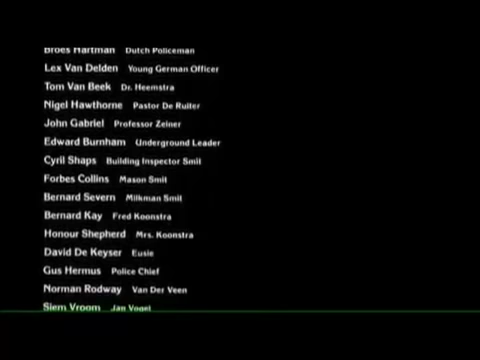 Broes Hartman Dutch Policeman
Lex Van Delden Young German Officer
Tom Van Beek Dr. Heemstra
Nigel Hawthorne Pastor De Ruiter
John Gabriel Professor Zeiner
Edward Burnham Underground Leader
Cyril Shaps Building Inspector Smit
Forbes Collins Mason Smit
Bernard Severn Milkman Smit
Bernard Kay Fred Koonstra
Honour Shepherd Mrs. Koonstra
David De Keyser Eusie
Gus Hermus Police Chief
Norman Rodway Van Der Veen
Siem Vroom Jan Vogel